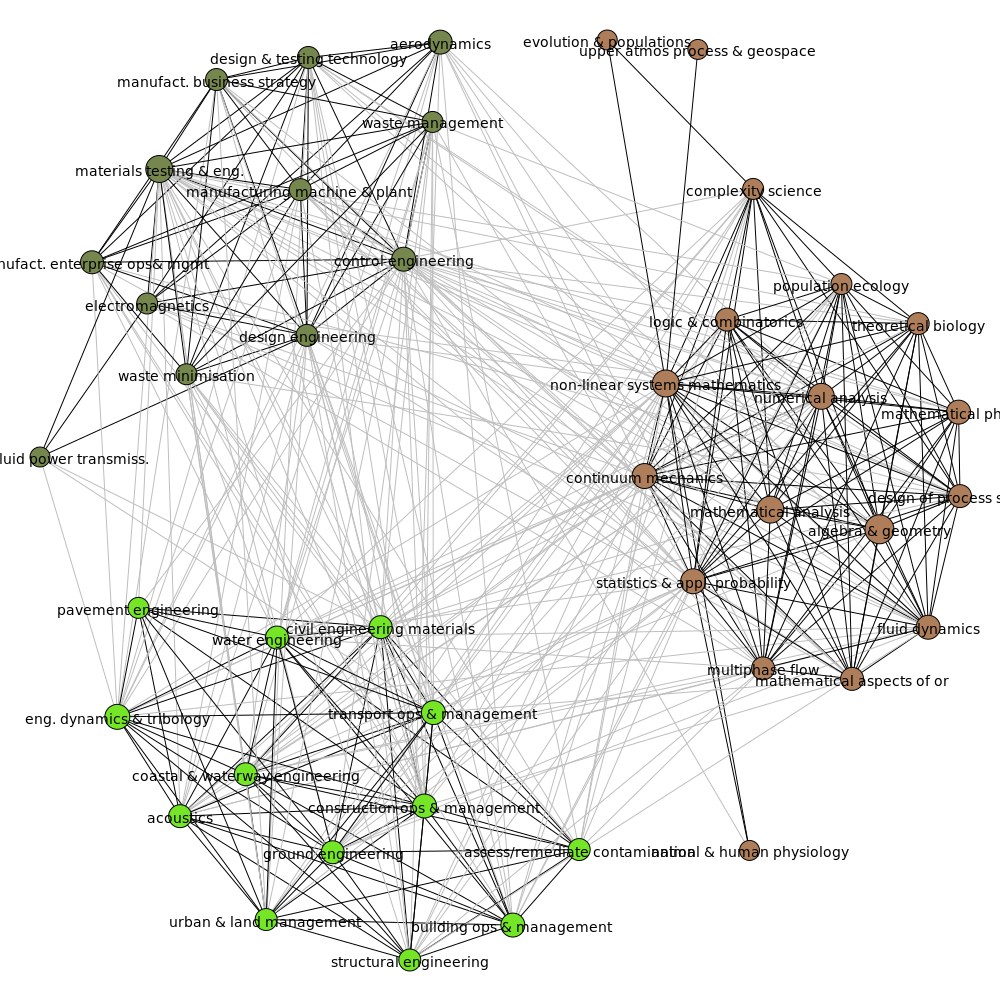 aerodynamics
evolution & populations
upper atmos process & geospace
design & testing technology
manufact. business strategy
waste management
materials testing & eng.
manufacturing machine & plant
complexity science
nufact. enterprise ops& mgmt
control engineering
population ecology
electromagnetics
logic & combinatorics
theoretical biology
design engineering
waste minimisation
non-linear systems mathematics
numerical analysis
mathematical ph
luid power transmiss.
continuum mechanics
design of process s
mathematical analysis
algebra & geometry
statistics & appl. probability
pavement engineering
water engineering
civil engineering materials
fluid dynamics
multiphase flow
mathematical aspects of or
eng. dynamics & tribology
transport ops & management
coastal & waterway engineering
construction ops & management
acoustics
ground engineering
assess/remediate contamination
animal & human physiology
urban & land management
building ops & management
structural engineering